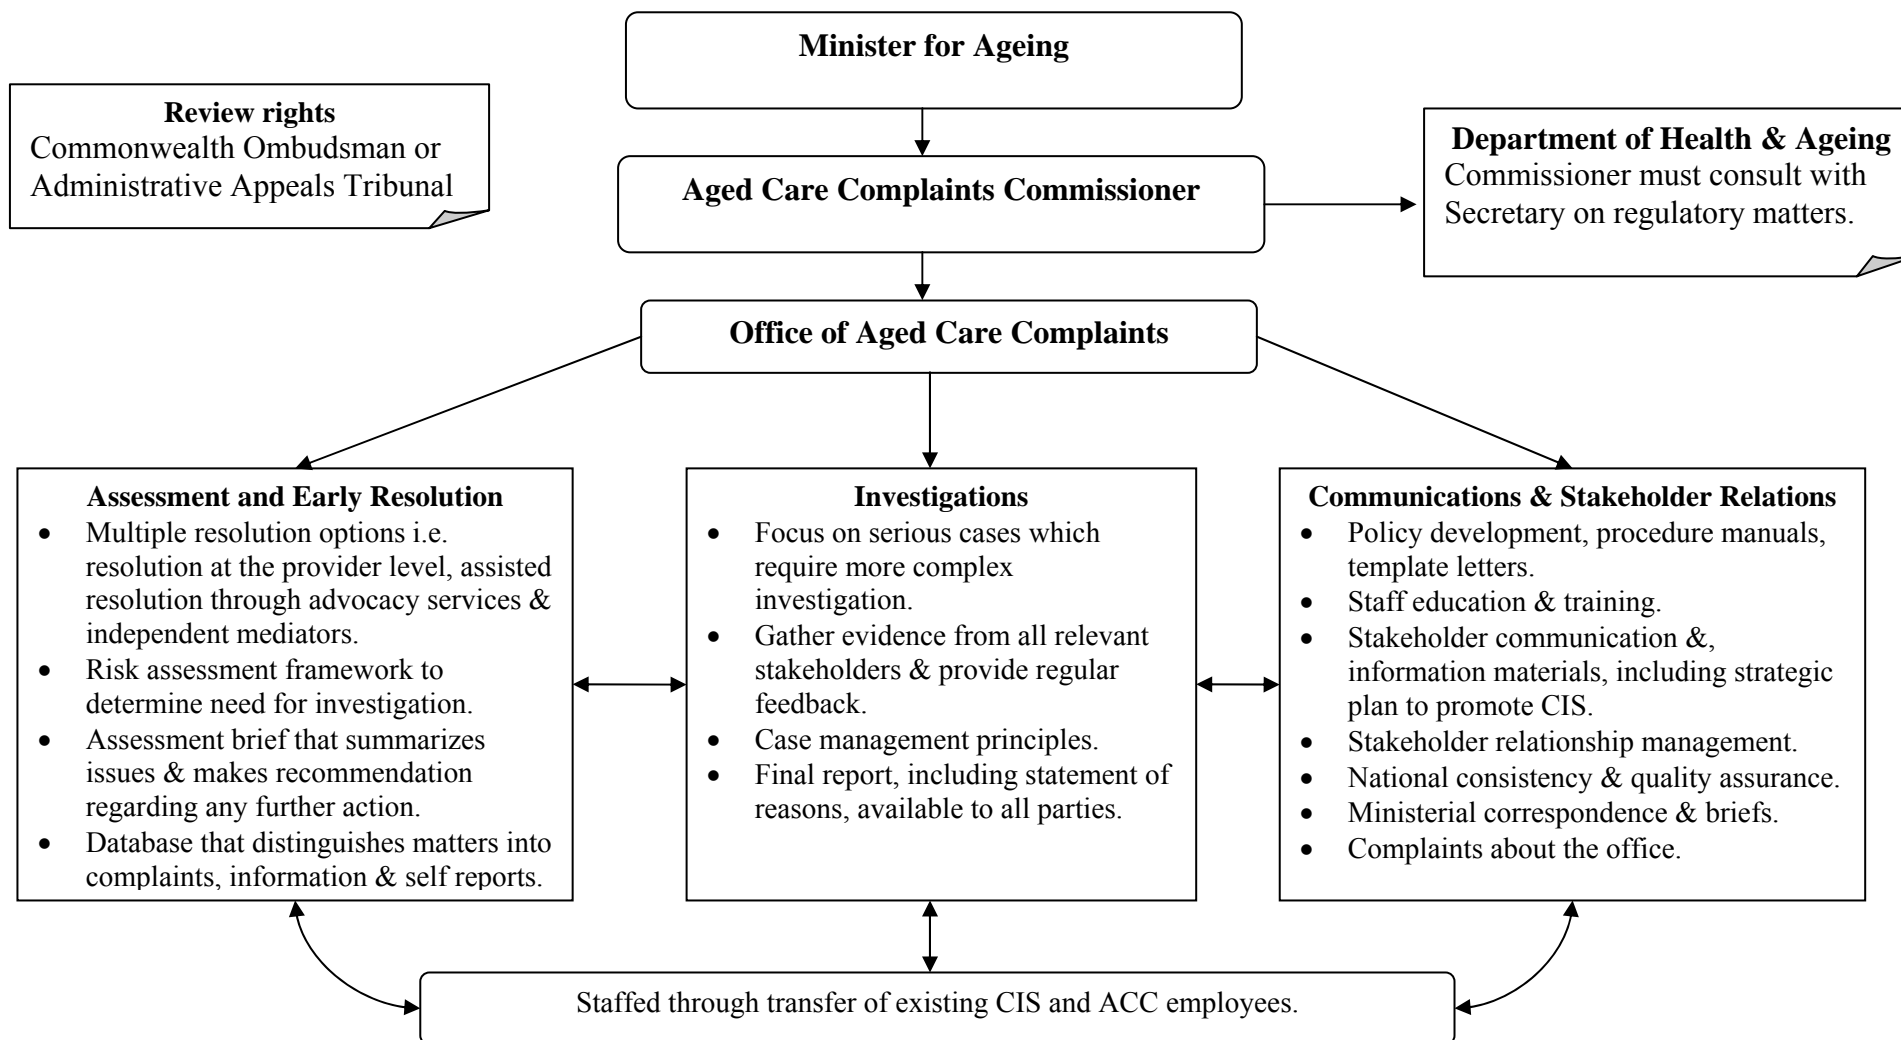 Minister for Ageing
Review rights
Commonwealth Ombudsman or
Administrative Appeals Tribunal
Aged Care Complaints Commissioner
Department of Health & Ageing
Commissioner must consult with
Secretary on regulatory matters.
Office of Aged Care Complaints
Assessment and Early Resolution
• Multiple resolution options i.e.
resolution at the provider level, assisted
resolution through advocacy services &
independent mediators.
• Risk assessment framework to
determine need for investigation.
• Assessment brief that summarizes
issues & makes recommendation
regarding any further action.
• Database that distinguishes matters into
complaints, information & self reports.
Investigations
• Focus on serious cases which
require more complex
investigation.
• Gather evidence from all relevant
stakeholders & provide regular
feedback.
• Case management principles.
• Final report, including statement of
reasons, available to all parties.
Communications & Stakeholder Relations
• Policy development, procedure manuals,
template letters.
• Staff education & training.
• Stakeholder communication &,
information materials, including strategic
plan to promote CIS.
• Stakeholder relationship management.
• National consistency & quality assurance.
• Ministerial correspondence & briefs.
• Complaints about the office.
Staffed through transfer of existing CIS and ACC employees.